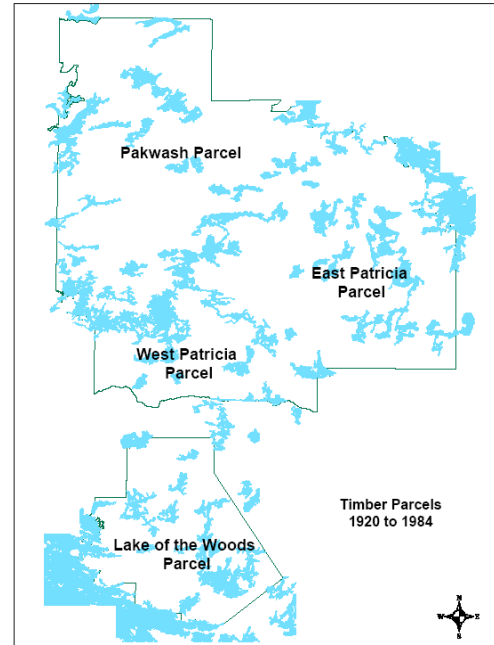 Pakwash Parcel
East Patricia
Parcel
West Patricia
Parcel
Timber Parcels
1920 to 1984
Lake of the Woods
Parcel
N
W E
S